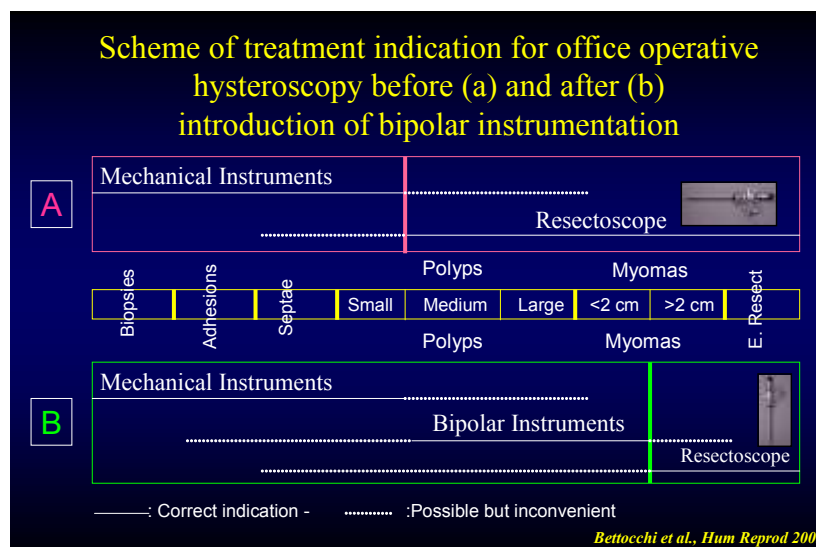 Scheme of treatment indication for office operative
hysteroscopy before (a) and after (b)
introduction of bipolar instrumentation
A
Mechanical Instruments
Resectoscope
Polyps Myomas
Biopsies Adhesions Septae Small Medium Large <2 cm >2 cm E. Resect
Polyps Myomas
B
Mechanical Instruments
Bipolar Instruments
Resectoscope
: Correct indication - :Possible but inconvenient
Bettocchi et al., Hum Reprod 200